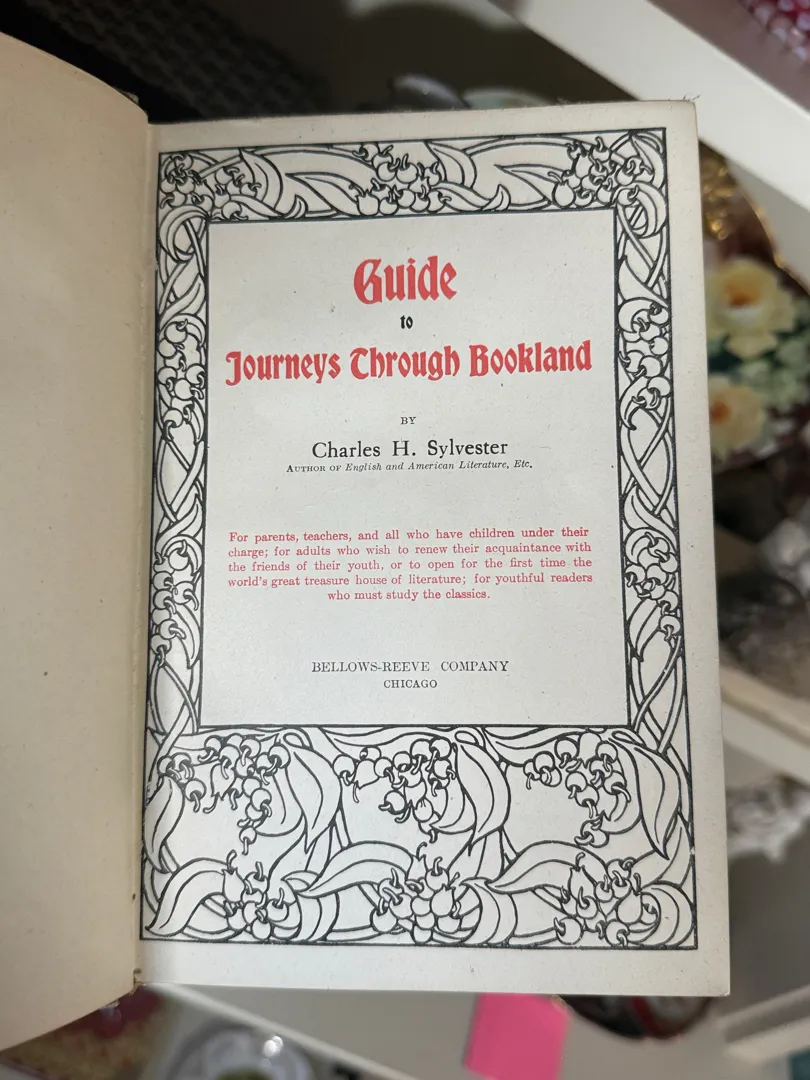 Guide
to
Journeys Through Bookland
BY
Charles H. Sylvester
AUTHOR OF English and American Literature, Etc.
For parents, teachers, and all who have children under their
charge; for adults who wish to renew their acquaintance with
the friends of their youth, or to open for the first time the
world's great treasure house of literature; for youthful readers
who must study the classics.
BELLOWS-REEVE COMPANY
CHICAGO